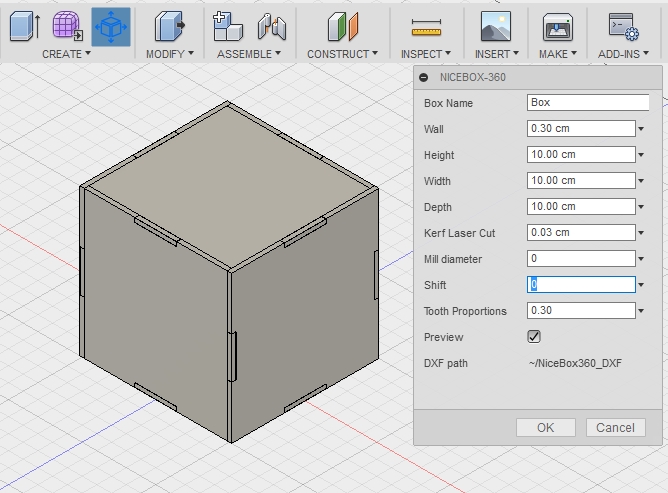 CREATE MODIFY ASSEMBLE CONSTRUCT INSPECT INSERT MAKE ADD-INS
NICEBOX-360
Box Name Box
Wall 0.30 cm
Height 10.00 cm
Width 10.00 cm
Depth 10.00 cm
Kerf Laser Cut 0.03 cm
Mill diameter 0
Shift 0
Tooth Proportions 0.30
Preview
DXF path ~/NiceBox360_DXF
OK Cancel